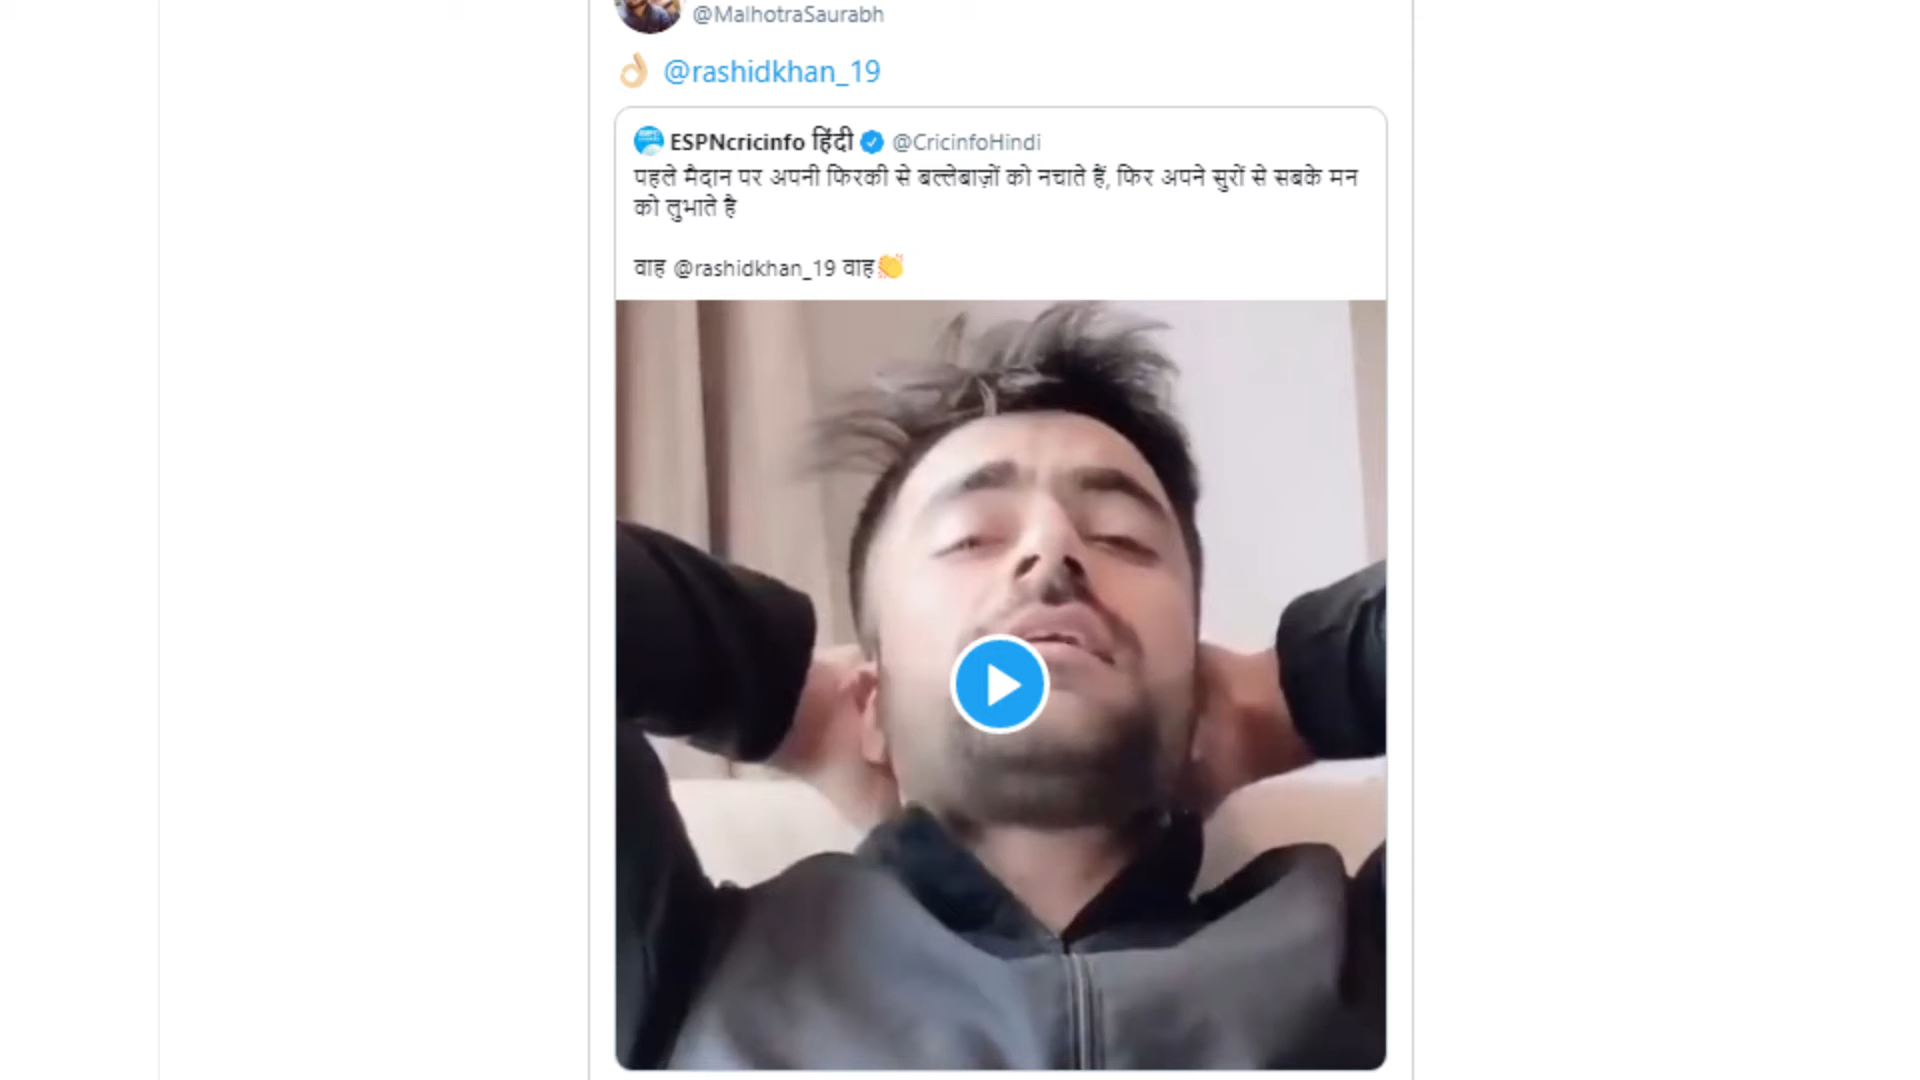 @MalhotraSaurabh
👌🏼 @rashidkhan_19
ESPNcricinfo हिंदी @CricinfoHindi
पहले मैदान पर अपनी फिरकी से बल्लेबाज़ों को नचाते हैं, फिर अपने सुरों से सबके मन
को लुभाते है
वाह @rashidkhan_19 वाह👏